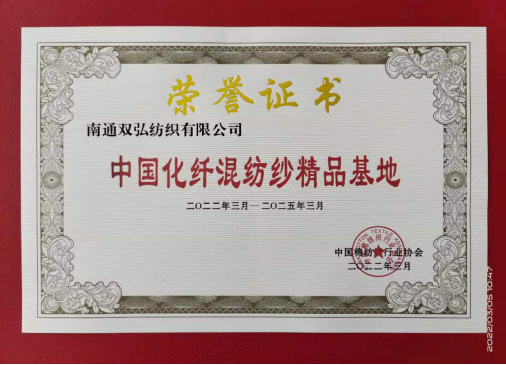 荣誉证书
南通双弘纺织有限公司
中国化纤混纺纱精品基地
二〇二二年三月—二〇二五年三月
中国棉纺织行业协会
二〇二二年三月
2022/03/05 10:47